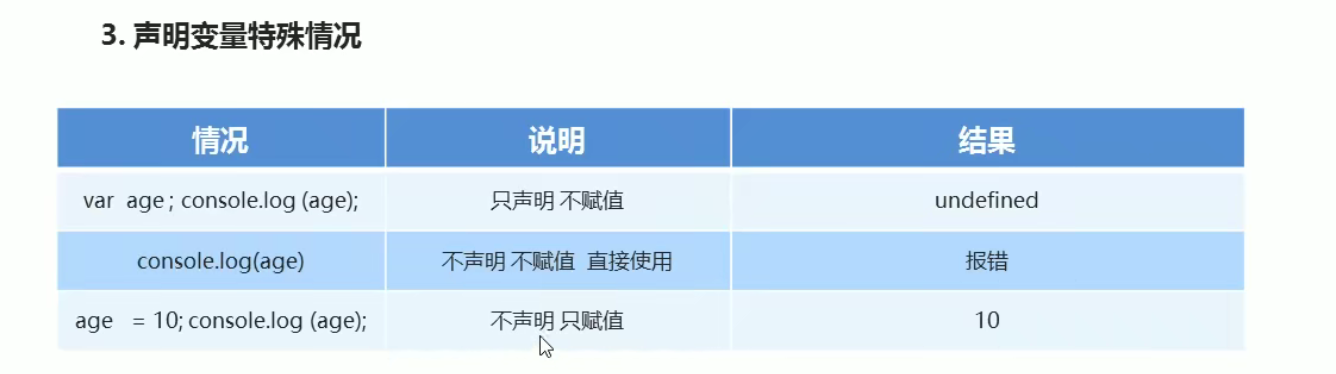 3. 声明变量特殊情况
情况 说明 结果
var age ; console.log (age); 只声明 不赋值 undefined
console.log(age) 不声明 不赋值 直接使用 报错
age = 10; console.log (age); 不声明 只赋值 10